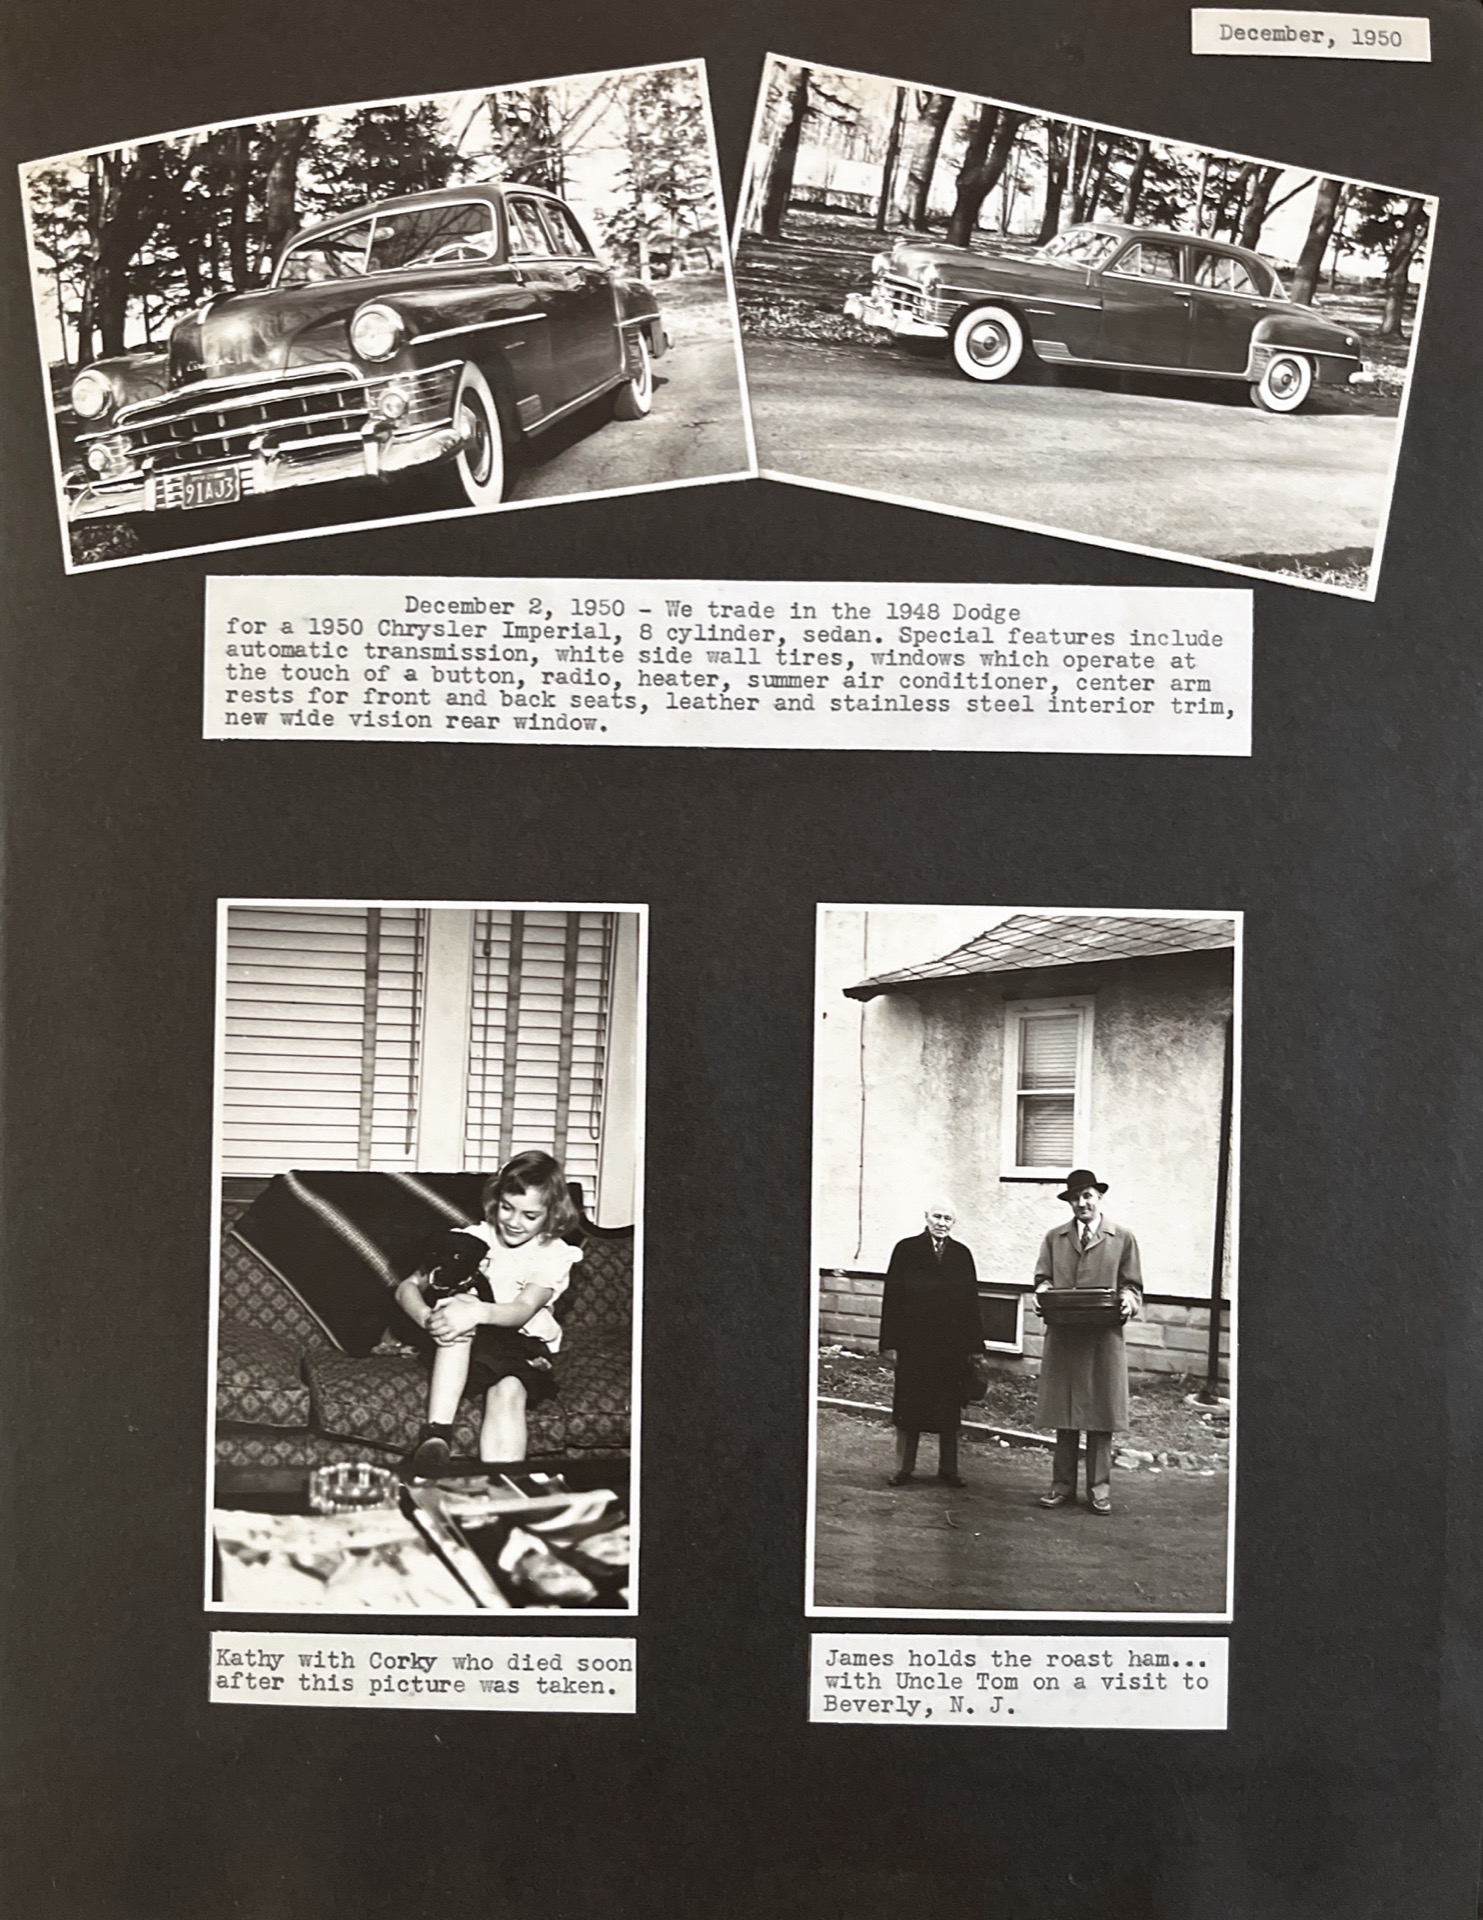 December, 1950
91AJ3
December 2, 1950 - We trade in the 1948 Dodge
for a 1950 Chrysler Imperial, 8 cylinder, sedan. Special features include
automatic transmission, white side wall tires, windows which operate at
the touch of a button, radio, heater, summer air conditioner, center arm
rests for front and back seats, leather and stainless steel interior trim,
new wide vision rear window.
Kathy with Corky who died soon
after this picture was taken.
James holds the roast ham...
with Uncle Tom on a visit to
Beverly, N. J.